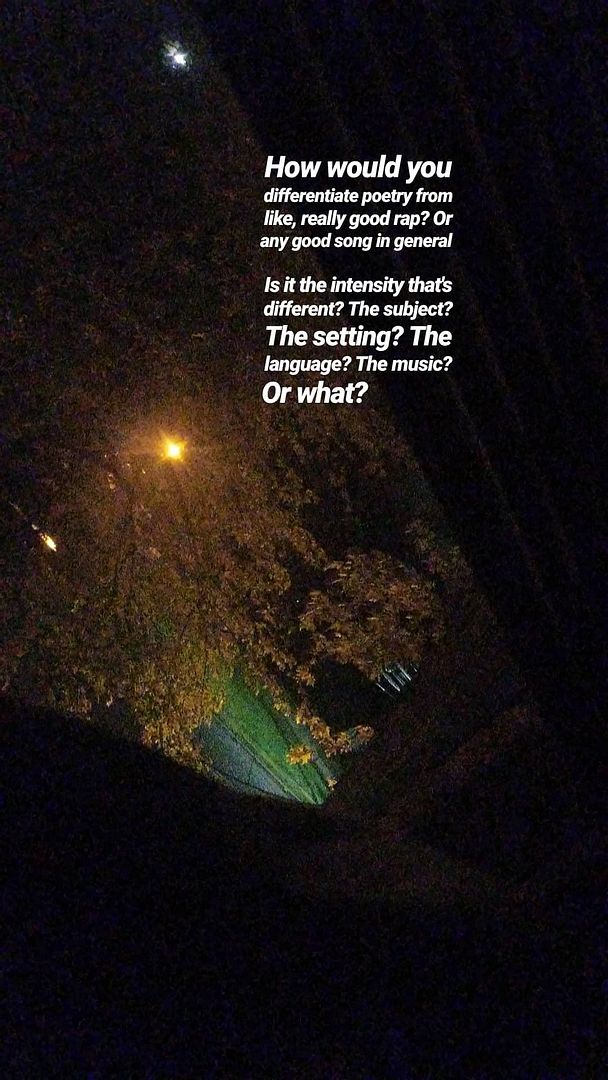 How would you
differentiate poetry from
like, really good rap? Or
any good song in general
Is it the intensity that's
different? The subject?
The setting? The
language? The music?
Or what?